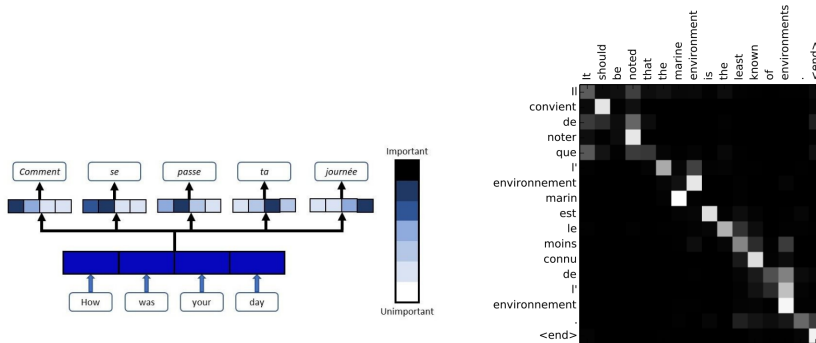 Important
Comment se passe ta journée
How was your day
Unimportant
It should be noted that the marine environment is the least known of environments . <end>
Il
convient
de
noter
que
l'
environnement
marin
est
le
moins
connu
de
l'
environnement
.
<end>